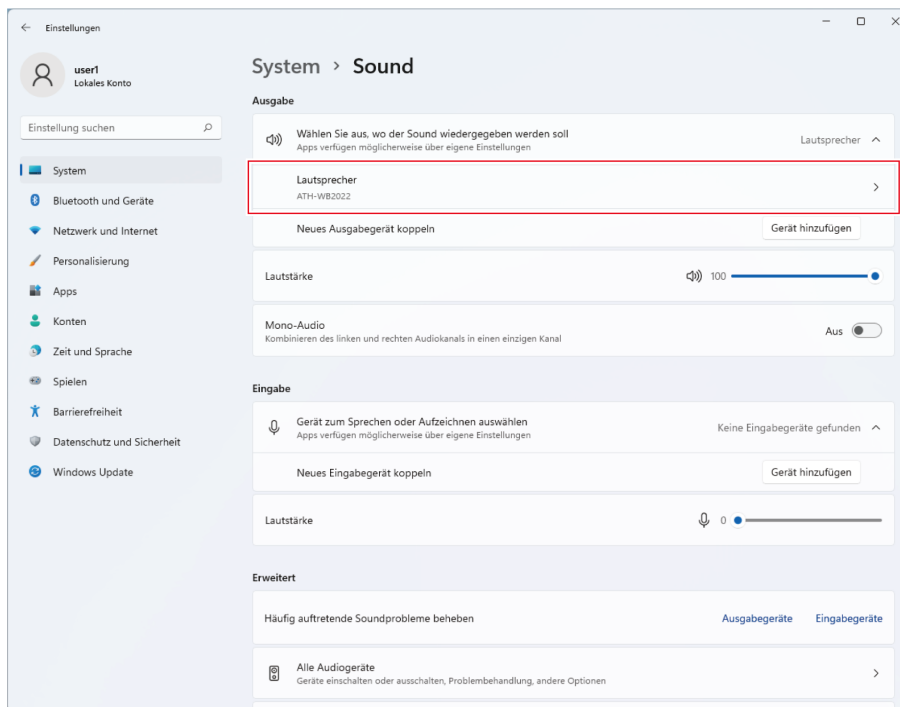 Einstellungen
user1
Lokales Konto
Einstellung suchen
System
Bluetooth und Geräte
Netzwerk und Internet
Personalisierung
Apps
Konten
Zeit und Sprache
Spielen
Barrierefreiheit
Datenschutz und Sicherheit
Windows Update
System > Sound
Ausgabe
Wählen Sie aus, wo der Sound wiedergegeben werden soll
Apps verfügen möglicherweise über eigene Einstellungen
Lautsprecher
Lautsprecher
ATH-WB2022
Neues Ausgabegerät koppeln
Gerät hinzufügen
Lautstärke
100
Mono-Audio
Kombinieren des linken und rechten Audiokanals in einen einzigen Kanal
Aus
Eingabe
Gerät zum Sprechen oder Aufzeichnen auswählen
Apps verfügen möglicherweise über eigene Einstellungen
Keine Eingabegeräte gefunden
Neues Eingabegerät koppeln
Gerät hinzufügen
Lautstärke
0
Erweitert
Häufig auftretende Soundprobleme beheben
Ausgabegeräte
Eingabegeräte
Alle Audiogeräte
Geräte einschalten oder ausschalten, Problembehandlung, andere Optionen